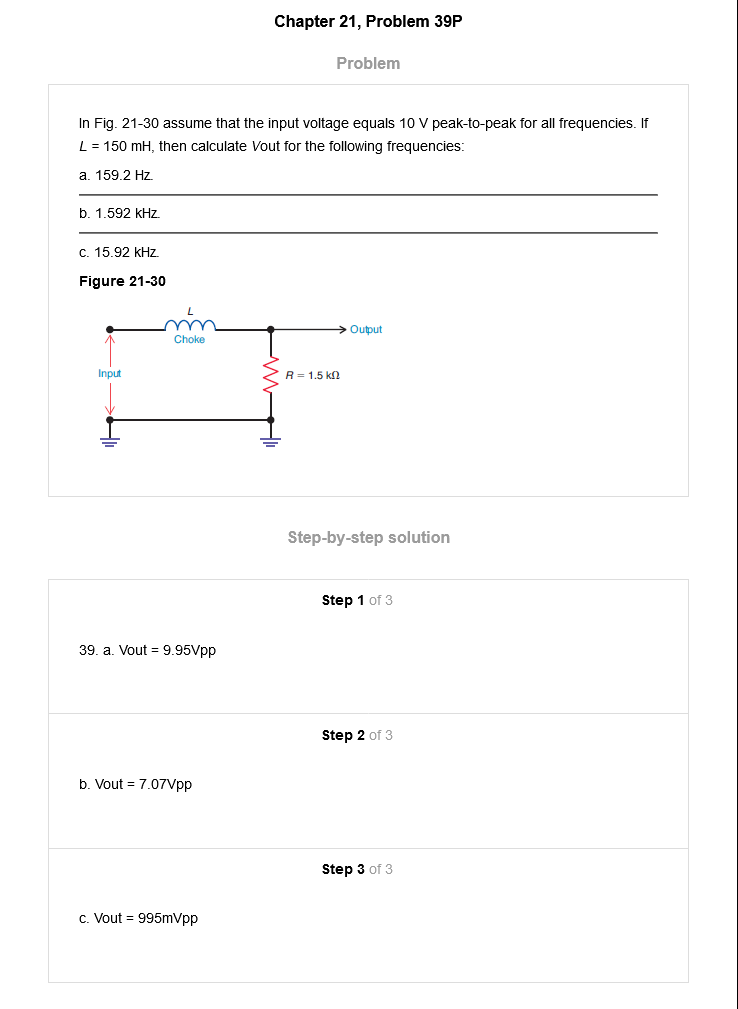 Chapter 21, Problem 39P
Problem
In Fig. 21-30 assume that the input voltage equals 10 V peak-to-peak for all frequencies. If
L = 150 mH, then calculate Vout for the following frequencies:
a. 159.2 Hz.
b. 1.592 kHz.
c. 15.92 kHz.
Figure 21-30
L
Choke
Output
Input
R = 1.5 kΩ
Step-by-step solution
Step 1 of 3
39. a. Vout = 9.95Vpp
Step 2 of 3
b. Vout = 7.07Vpp
Step 3 of 3
c. Vout = 995mVpp